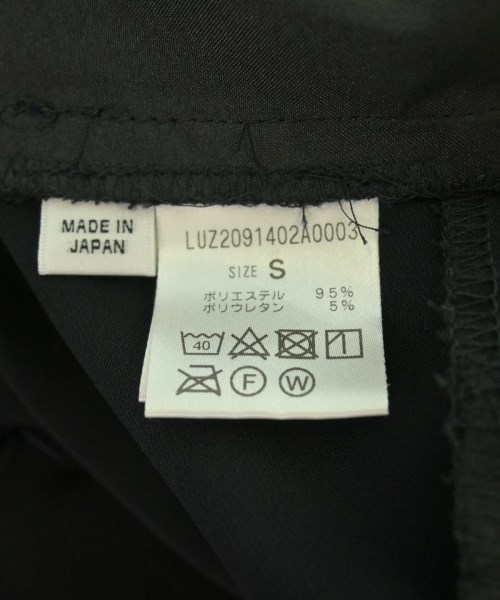 MADE IN
JAPAN
LUZ2091402A0003
SIZE S
ポリエステル 95%
ポリウレタン 5%
40
F W